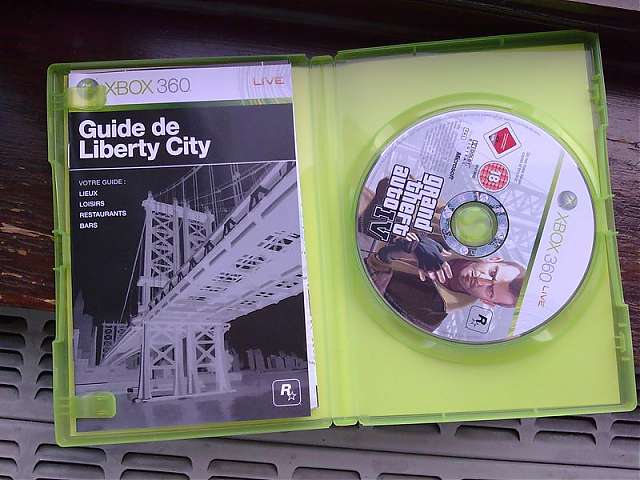 XBOX 360
LIVE
Guide de
Liberty City
VOTRE GUIDE :
LIEUX
LOISIRS
RESTAURANTS
BARS
R
grand
theft
auto
IV
Microsoft
18
XBOX 360 LIVE
R